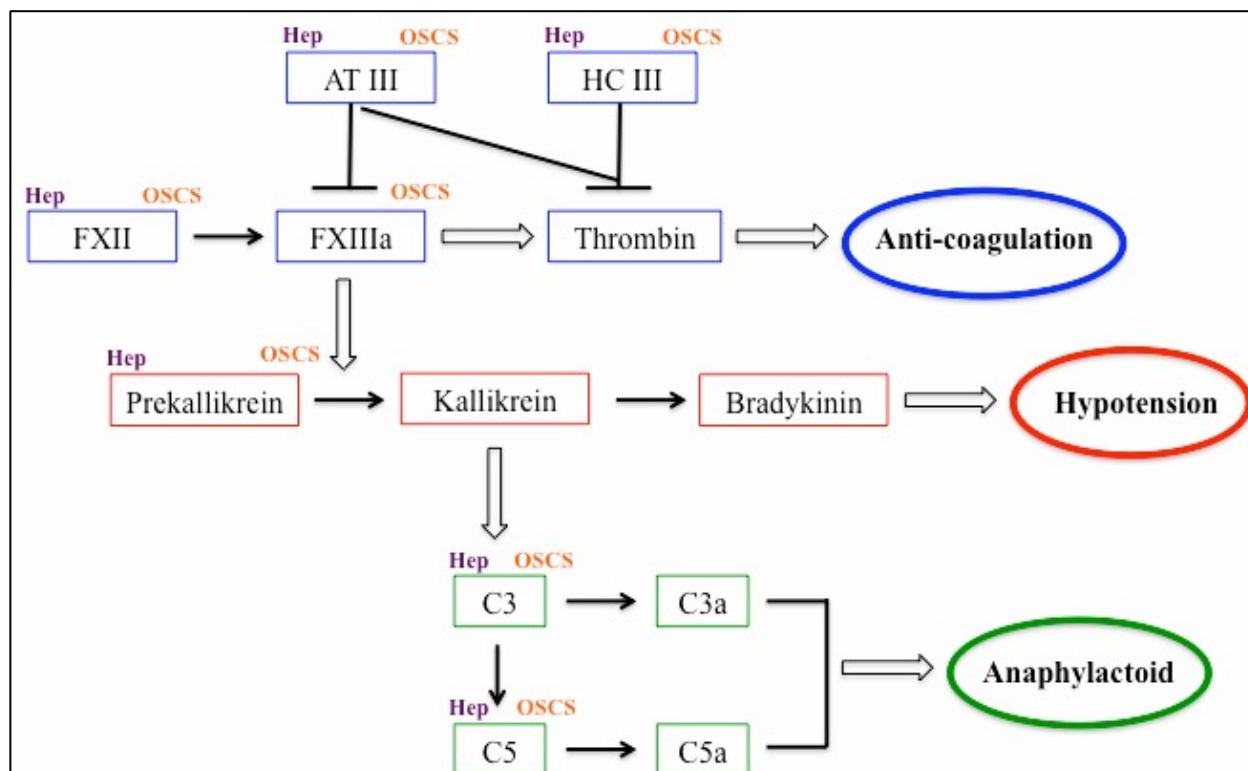 Hep OSCS Hep OSCS
AT III HC III
Hep OSCS OSCS
FXII FXIIIa Thrombin Anti-coagulation
Hep OSCS
Prekallikrein Kallikrein Bradykinin Hypotension
Hep OSCS
C3 C3a
Anaphylactoid
Hep OSCS
C5 C5a